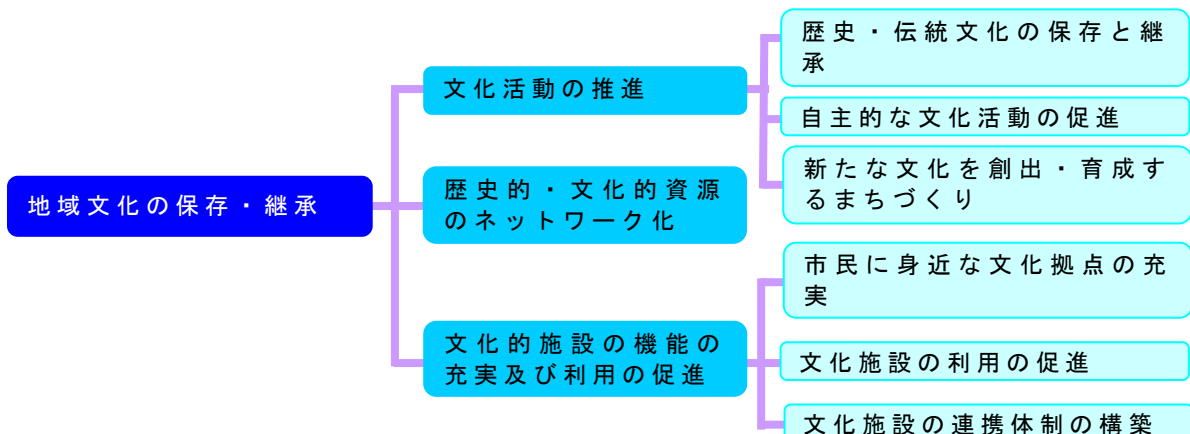 地域文化の保存・継承
文化活動の推進
歴史・伝統文化の保存と継
承
自主的な文化活動の促進
新たな文化を創出・育成す
るまちづくり
歴史的・文化的資源
のネットワーク化
文化的施設の機能の
充実及び利用の促進
市民に身近な文化拠点の充
実
文化施設の利用の促進
文化施設の連携体制の構築